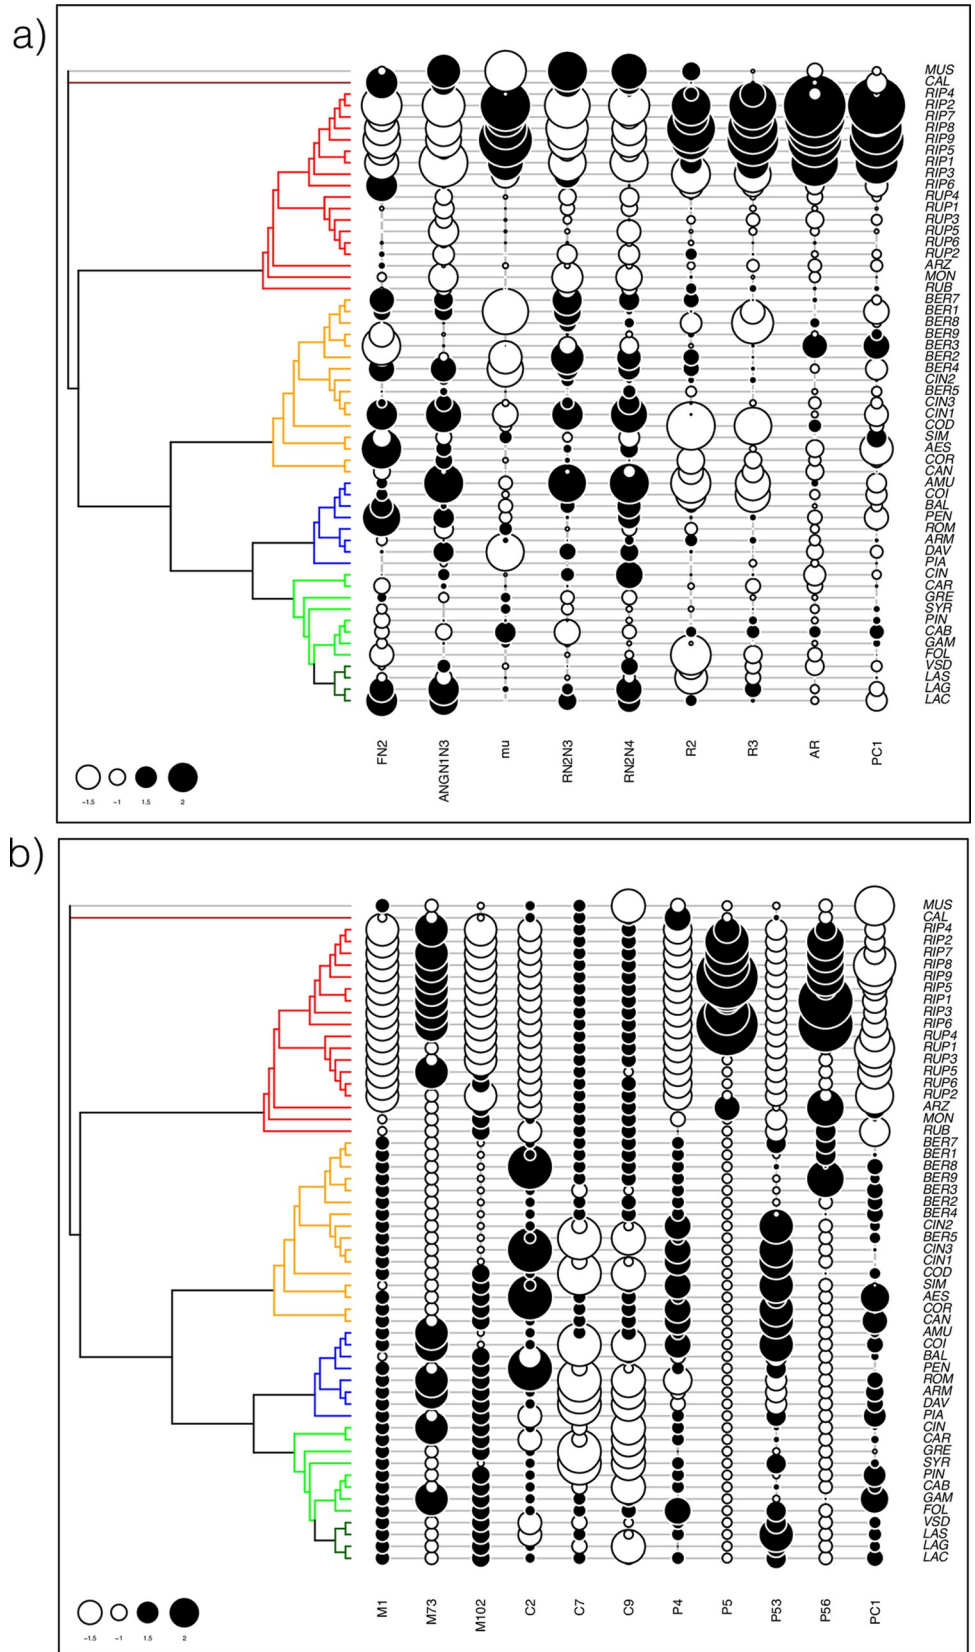 a)
MUS
CAL
RIP4
RIP2
RIP7
RIP8
RIP9
RIP5
RIP1
RIP3
RIP6
RUP4
RUP1
RUP3
RUP5
RUP6
RUP2
ARZ
MON
RUB
BER7
BER1
BER8
BER9
BER3
BER2
BER4
CIN2
BER5
CIN3
CIN1
COD
SIM
AES
COR
CAN
AMU
COI
BAL
PEN
ROM
ARM
DAV
PIA
CIN
CAR
GRE
SYR
PIN
CAB
GAM
FOL
VSD
LAS
LAG
LAC
FN2 ANGN1N3 mu RN2N3 RN2N4 R2 R3 AR PC1
-1.5 -1 1.5 2
b)
MUS
CAL
RIP4
RIP2
RIP7
RIP8
RIP9
RIP5
RIP1
RIP3
RIP6
RUP4
RUP1
RUP3
RUP5
RUP6
RUP2
ARZ
MON
RUB
BER7
BER1
BER8
BER9
BER3
BER2
BER4
CIN2
BER5
CIN3
CIN1
COD
SIM
AES
COR
CAN
AMU
COI
BAL
PEN
ROM
ARM
DAV
PIA
CIN
CAR
GRE
SYR
PIN
CAB
GAM
FOL
VSD
LAS
LAG
LAC
M1 M73 M102 C2 C7 C9 P4 P5 P53 P56 PC1
-1.5 -1 1.5 2